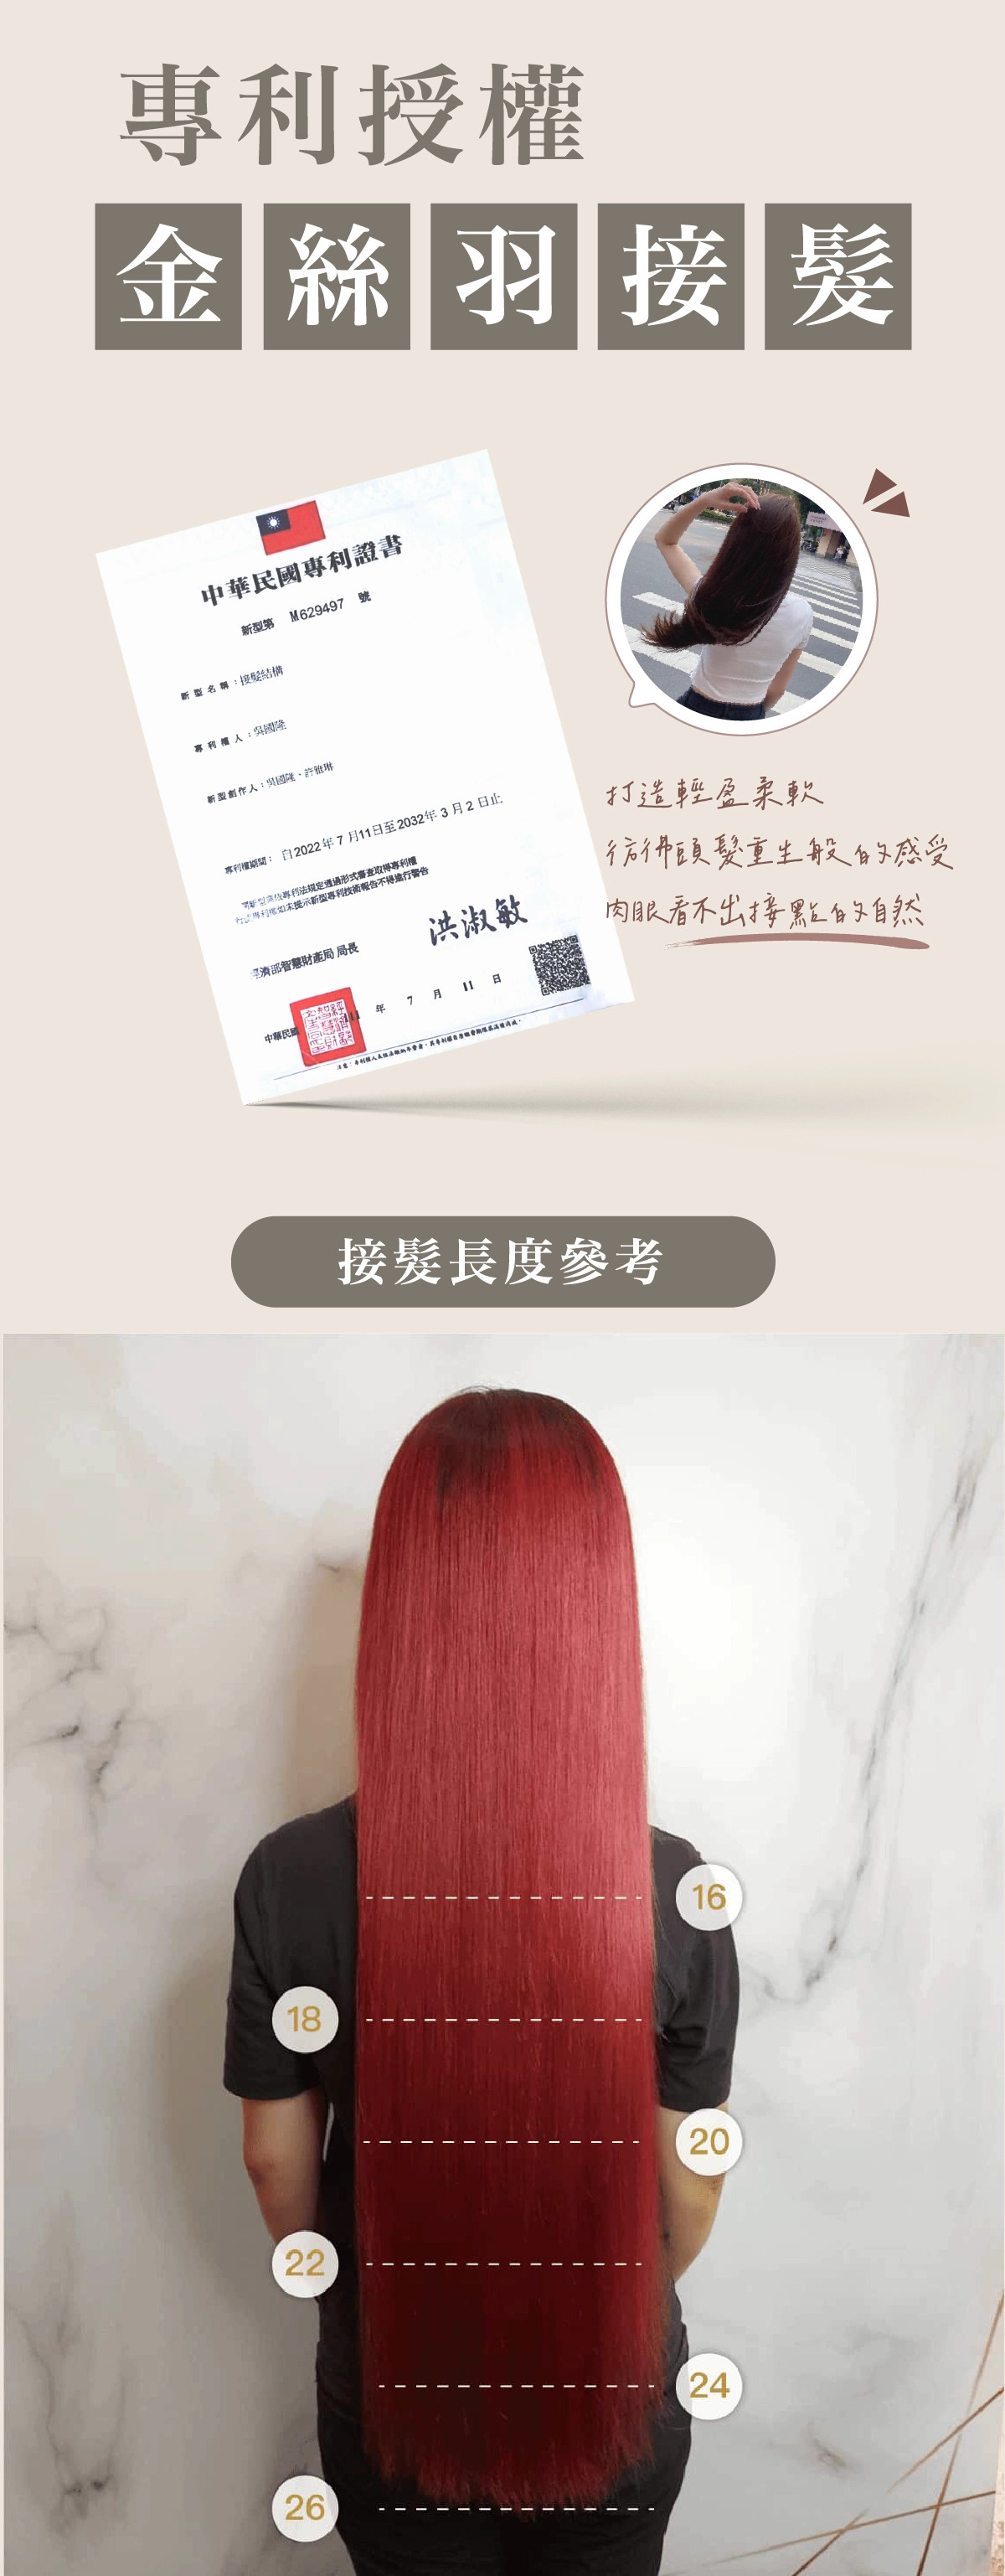 專利授權
金絲羽接髮
中華民國專利證書
新型第 M629497 號
新型名稱：接髮結構
專利權人：吳國隆
新型創作人：吳國隆、許雅琳
專利權期間：自2022年7月11日至2032年3月2日止
經濟部智慧財產局 局長
洪淑敏
中華民國 111 年 7 月 11 日
打造輕盈柔軟
彷彿頭髮重生般的感受
肉眼看不出接點的自然
接髮長度參考
16
18
20
22
24
26